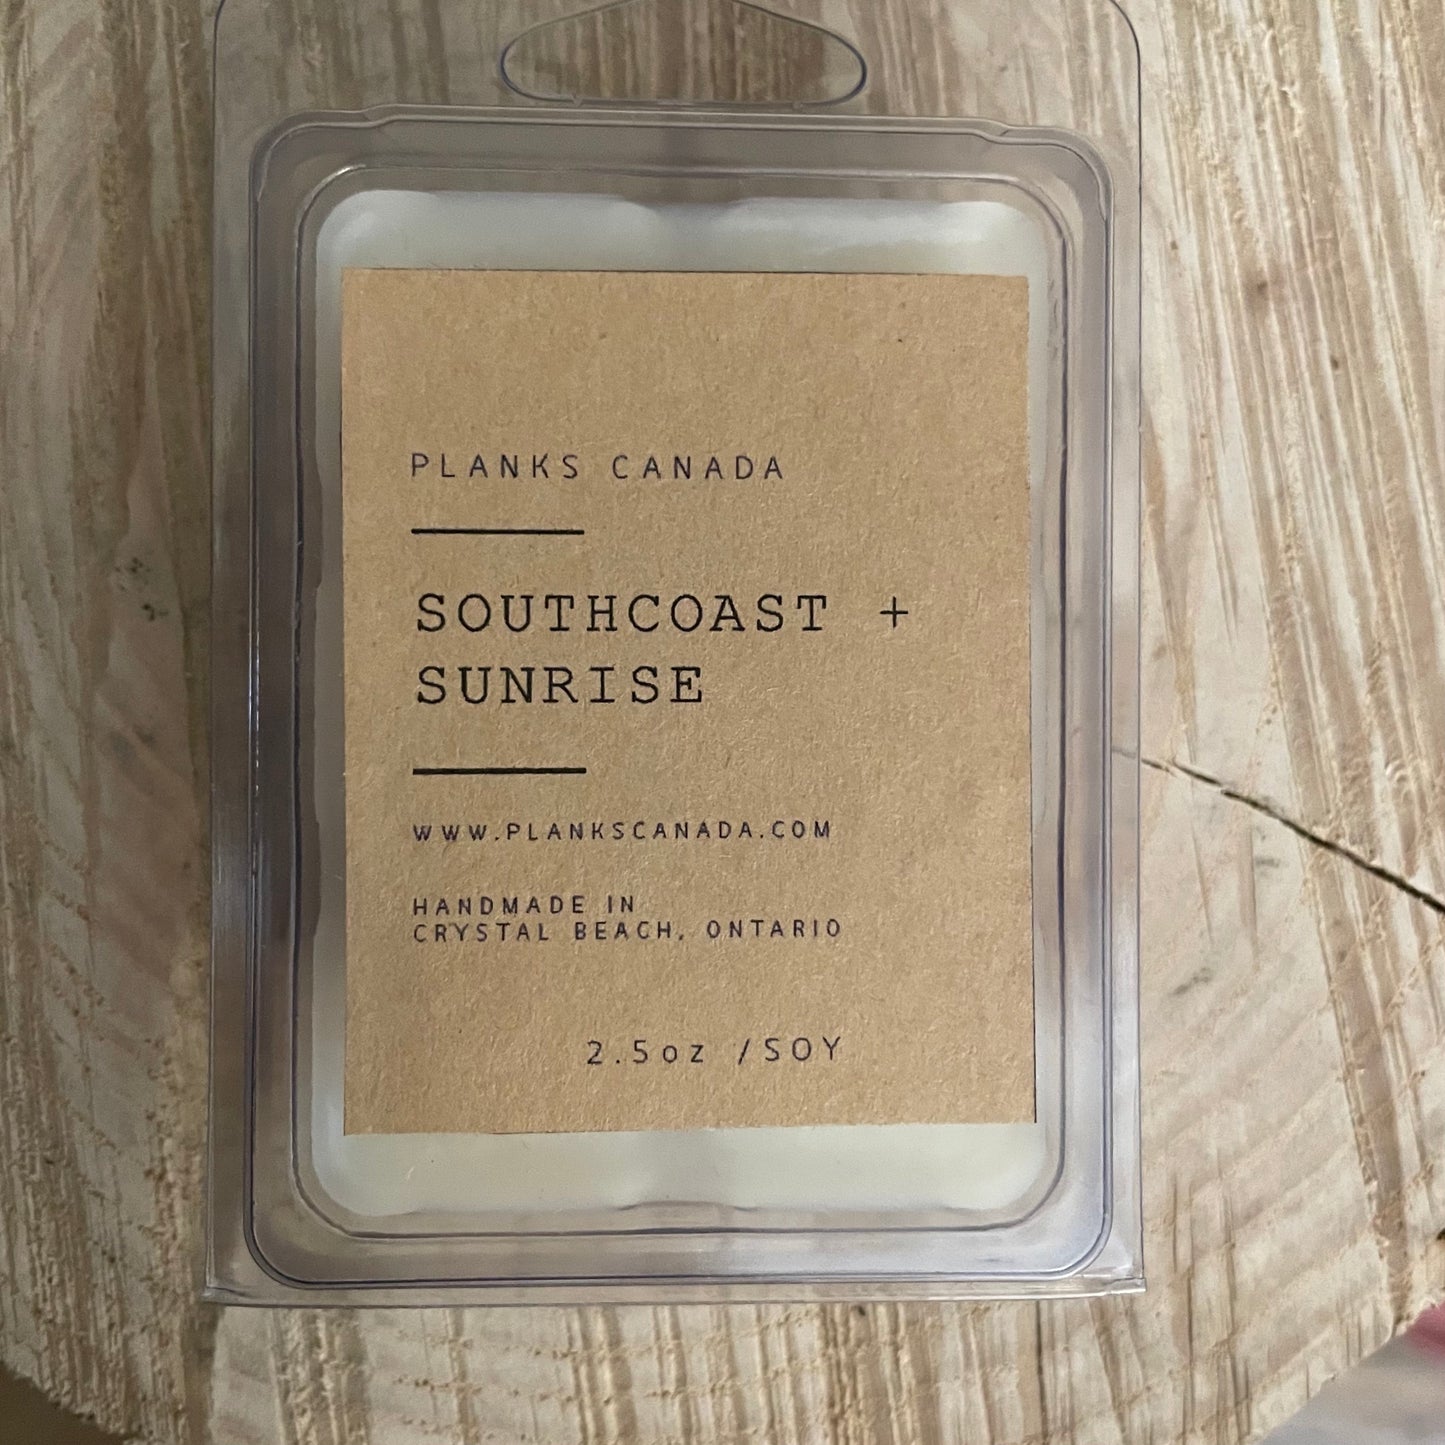 PLANKS CANADA
SOUTHCOAST +
SUNRISE
WWW.PLANKSCANADA.COM
HANDMADE IN
CRYSTAL BEACH, ONTARIO
2.5oz /SOY